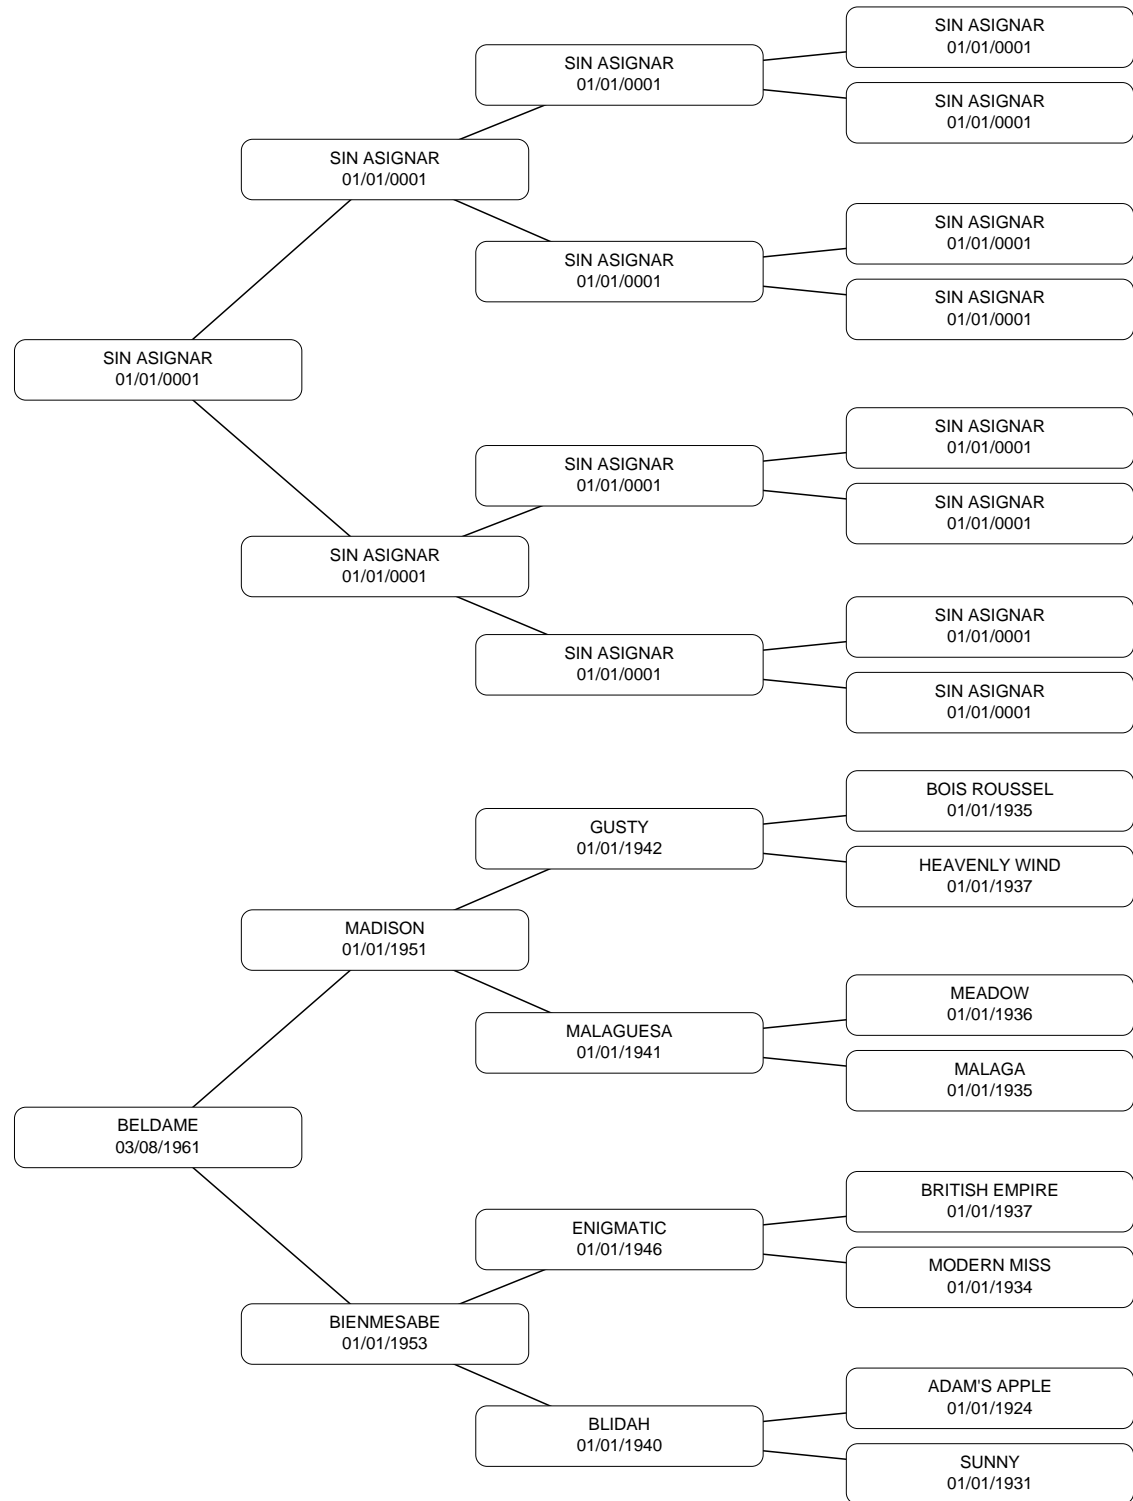 SIN ASIGNAR
01/01/0001
SIN ASIGNAR
01/01/0001
SIN ASIGNAR
01/01/0001
SIN ASIGNAR
01/01/0001
SIN ASIGNAR
01/01/0001
SIN ASIGNAR
01/01/0001
SIN ASIGNAR
01/01/0001
SIN ASIGNAR
01/01/0001
SIN ASIGNAR
01/01/0001
SIN ASIGNAR
01/01/0001
SIN ASIGNAR
01/01/0001
SIN ASIGNAR
01/01/0001
SIN ASIGNAR
01/01/0001
SIN ASIGNAR
01/01/0001
SIN ASIGNAR
01/01/0001
BOIS ROUSSEL
01/01/1935
GUSTY
01/01/1942
HEAVENLY WIND
01/01/1937
MADISON
01/01/1951
MEADOW
01/01/1936
MALAGUESA
01/01/1941
MALAGA
01/01/1935
BELDAME
03/08/1961
BRITISH EMPIRE
01/01/1937
ENIGMATIC
01/01/1946
MODERN MISS
01/01/1934
BIENMESABE
01/01/1953
ADAM'S APPLE
01/01/1924
BLIDAH
01/01/1940
SUNNY
01/01/1931